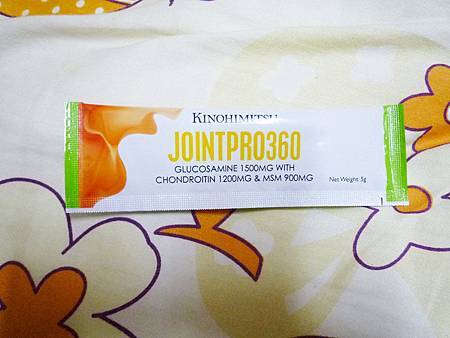 KINOHIMITSU
JOINTPRO360
GLUCOSAMINE 1500MG WITH
CHONDROITIN 1200MG & MSM 900MG
Net Weight: 5g